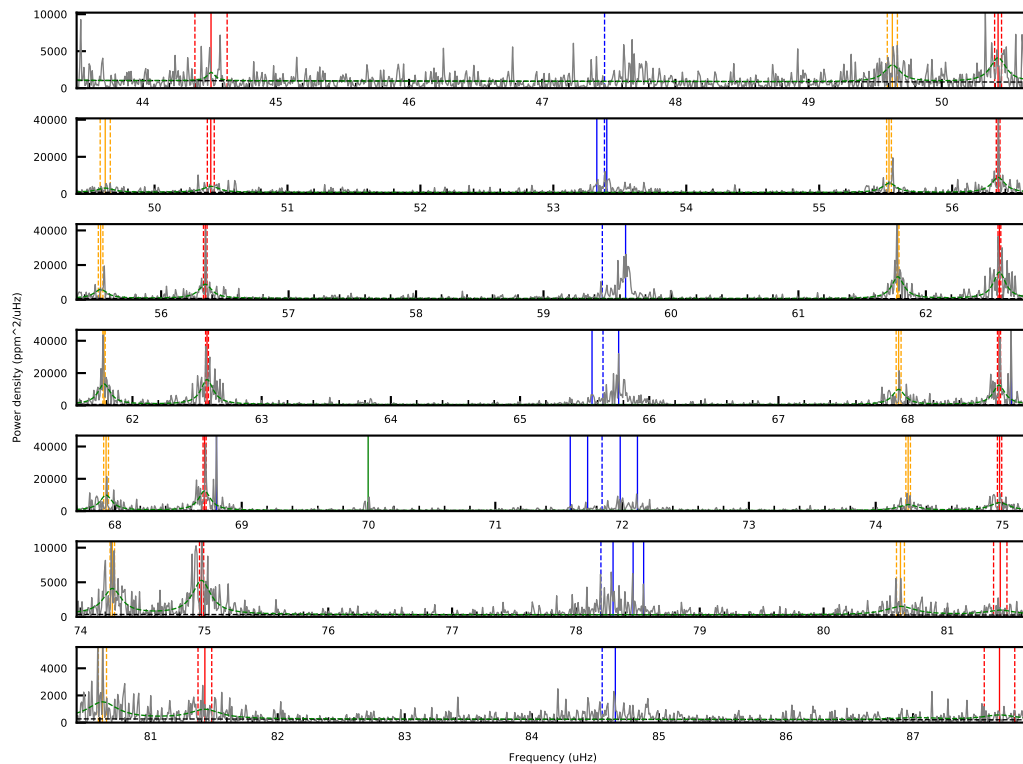 10000
5000
0
44 45 46 47 48 49 50
40000
20000
0
50 51 52 53 54 55 56
40000
20000
0
56 57 58 59 60 61 62
40000
20000
0
62 63 64 65 66 67 68
Power density (ppm^2/uHz)
40000
20000
0
68 69 70 71 72 73 74 75
10000
5000
0
74 75 76 77 78 79 80 81
4000
2000
0
81 82 83 84 85 86 87
Frequency (uHz)